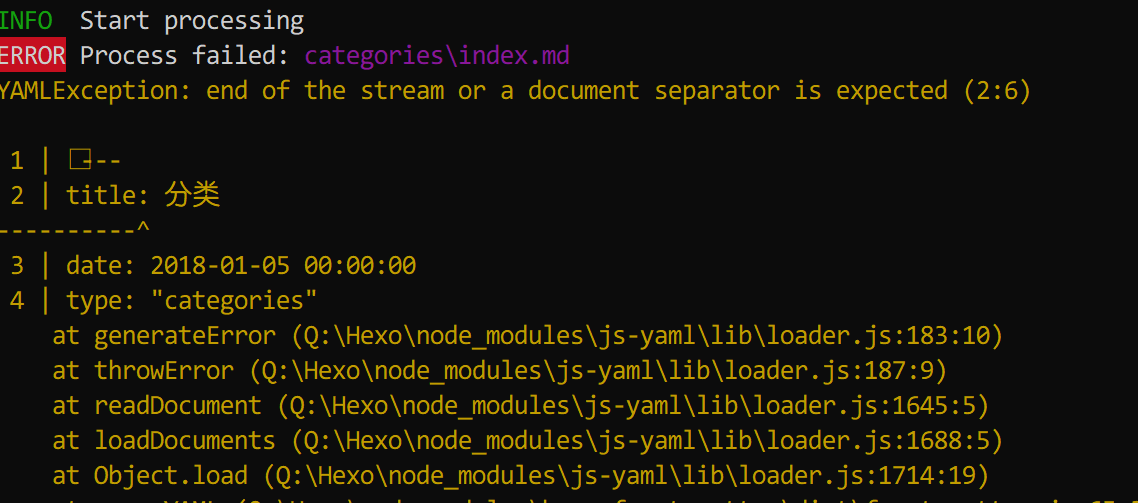 INFO  Start processing
ERROR Process failed: categories\index.md
YAMLException: end of the stream or a document separator is expected (2:6)
1 | □---
2 | title: 分类
----------^
3 | date: 2018-01-05 00:00:00
4 | type: "categories"
at generateError (Q:\Hexo\node_modules\js-yaml\lib\loader.js:183:10)
at throwError (Q:\Hexo\node_modules\js-yaml\lib\loader.js:187:9)
at readDocument (Q:\Hexo\node_modules\js-yaml\lib\loader.js:1645:5)
at loadDocuments (Q:\Hexo\node_modules\js-yaml\lib\loader.js:1688:5)
at Object.load (Q:\Hexo\node_modules\js-yaml\lib\loader.js:1714:19)